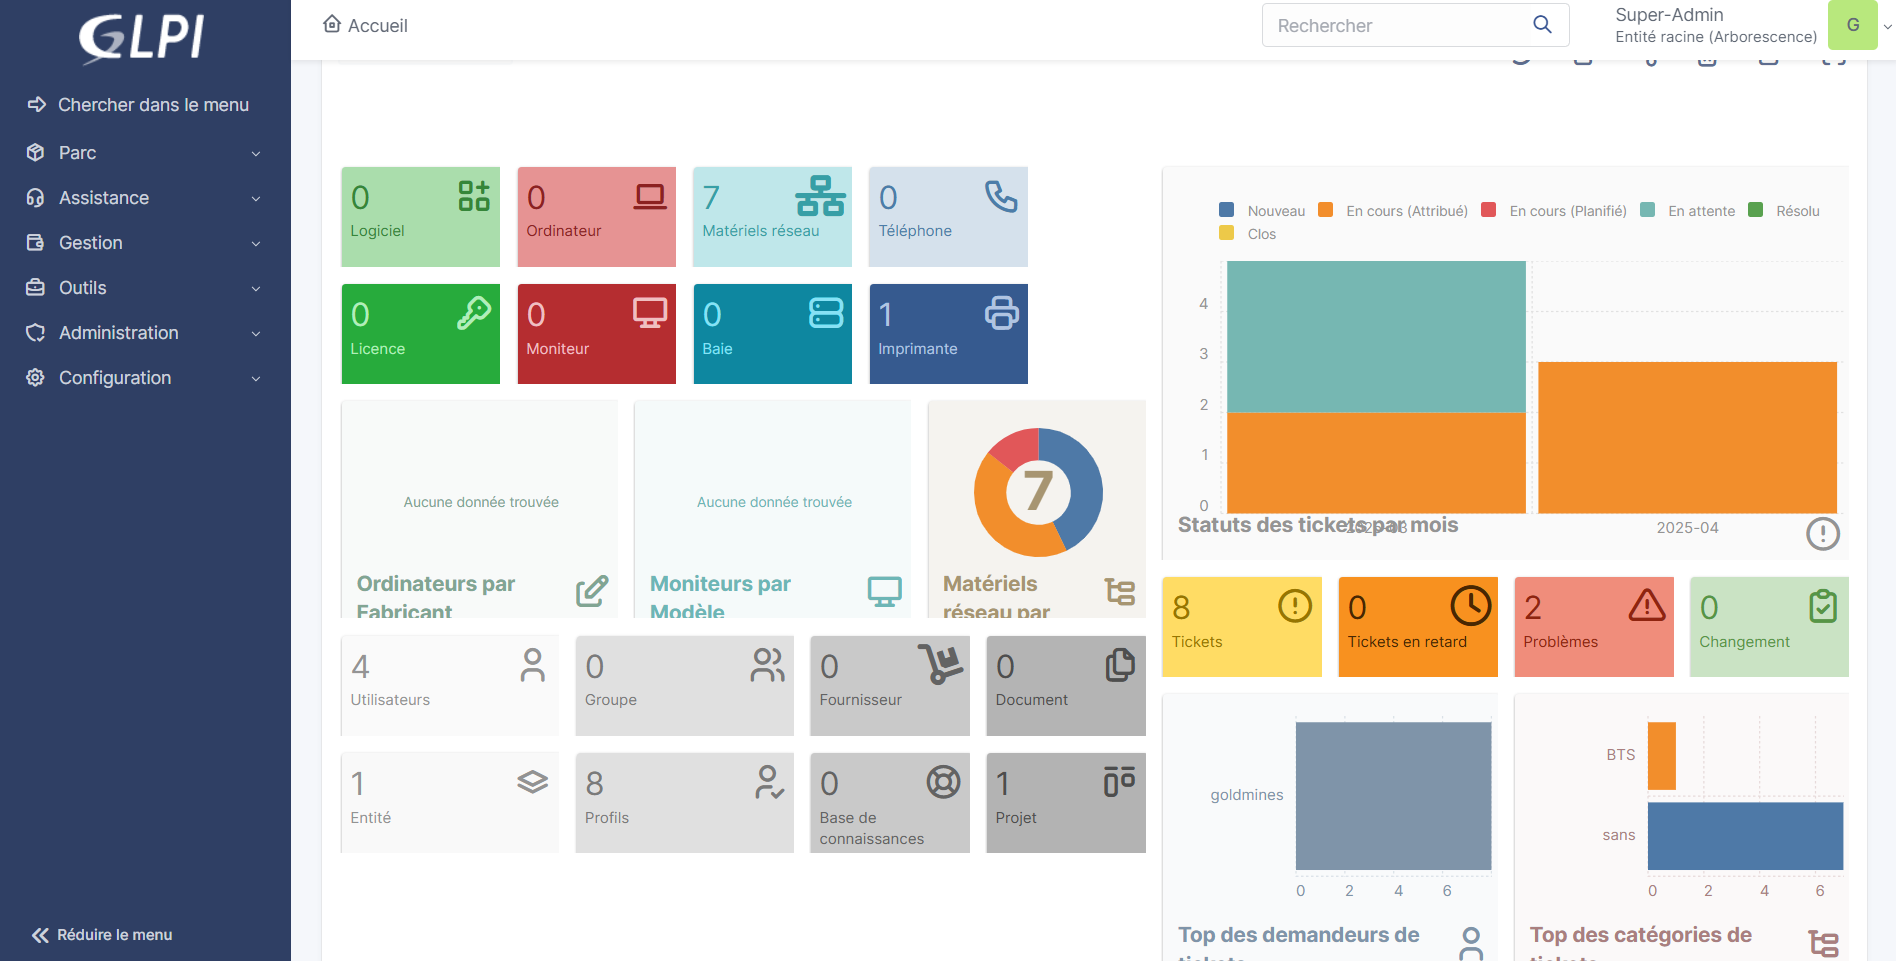 GLPI
Chercher dans le menu
Parc
Assistance
Gestion
Outils
Administration
Configuration
Réduire le menu
Accueil
Rechercher
Super-Admin
Entité racine (Arborescence)
G
0
Logiciel
0
Ordinateur
7
Matériels réseau
0
Téléphone
0
Licence
0
Moniteur
0
Baie
1
Imprimante
Aucune donnée trouvée
Ordinateurs par
Fabricant
Aucune donnée trouvée
Moniteurs par
Modèle
7
Matériels
réseau par
4
Utilisateurs
0
Groupe
0
Fournisseur
0
Document
1
Entité
8
Profils
0
Base de
connaissances
1
Projet
Nouveau
En cours (Attribué)
En cours (Planifié)
En attente
Résolu
Clos
4
3
2
1
0
2025-03
2025-04
Statuts des tickets par mois
8
Tickets
0
Tickets en retard
2
Problèmes
0
Changement
goldmines
0 2 4 6
Top des demandeurs de
tickets
BTS
sans
0 2 4 6
Top des catégories de
tickets